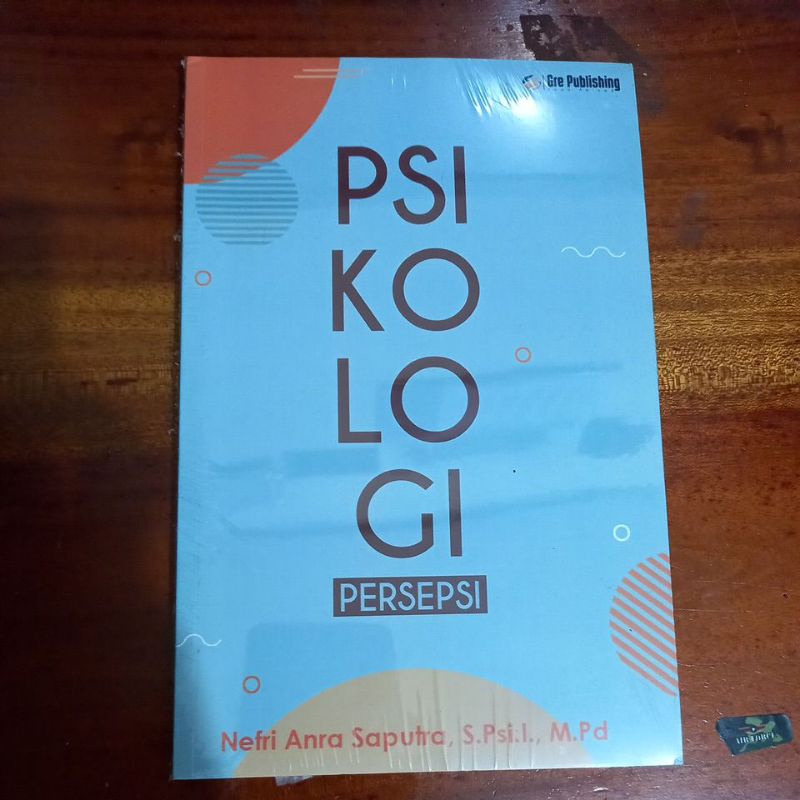 Gre Publishing
PSI
KO
LO
GI
PERSEPSI
Nefri Anra Saputra, S.Psi.I., M.Pd